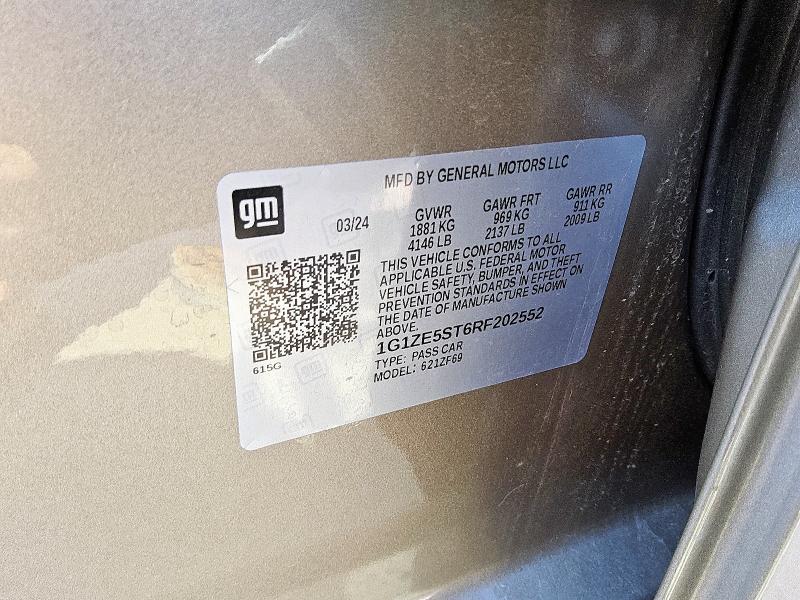 MFD BY GENERAL MOTORS LLC
gm
03/24
GVWR
1881 KG
4146 LB
GAWR FRT
969 KG
2137 LB
GAWR RR
911 KG
2009 LB
THIS VEHICLE CONFORMS TO ALL
APPLICABLE U.S. FEDERAL MOTOR
VEHICLE SAFETY, BUMPER, AND THEFT
PREVENTION STANDARDS IN EFFECT ON
THE DATE OF MANUFACTURE SHOWN
ABOVE.
1G1ZE5ST6RF202552
TYPE: PASS CAR
MODEL: 621ZF69
615G